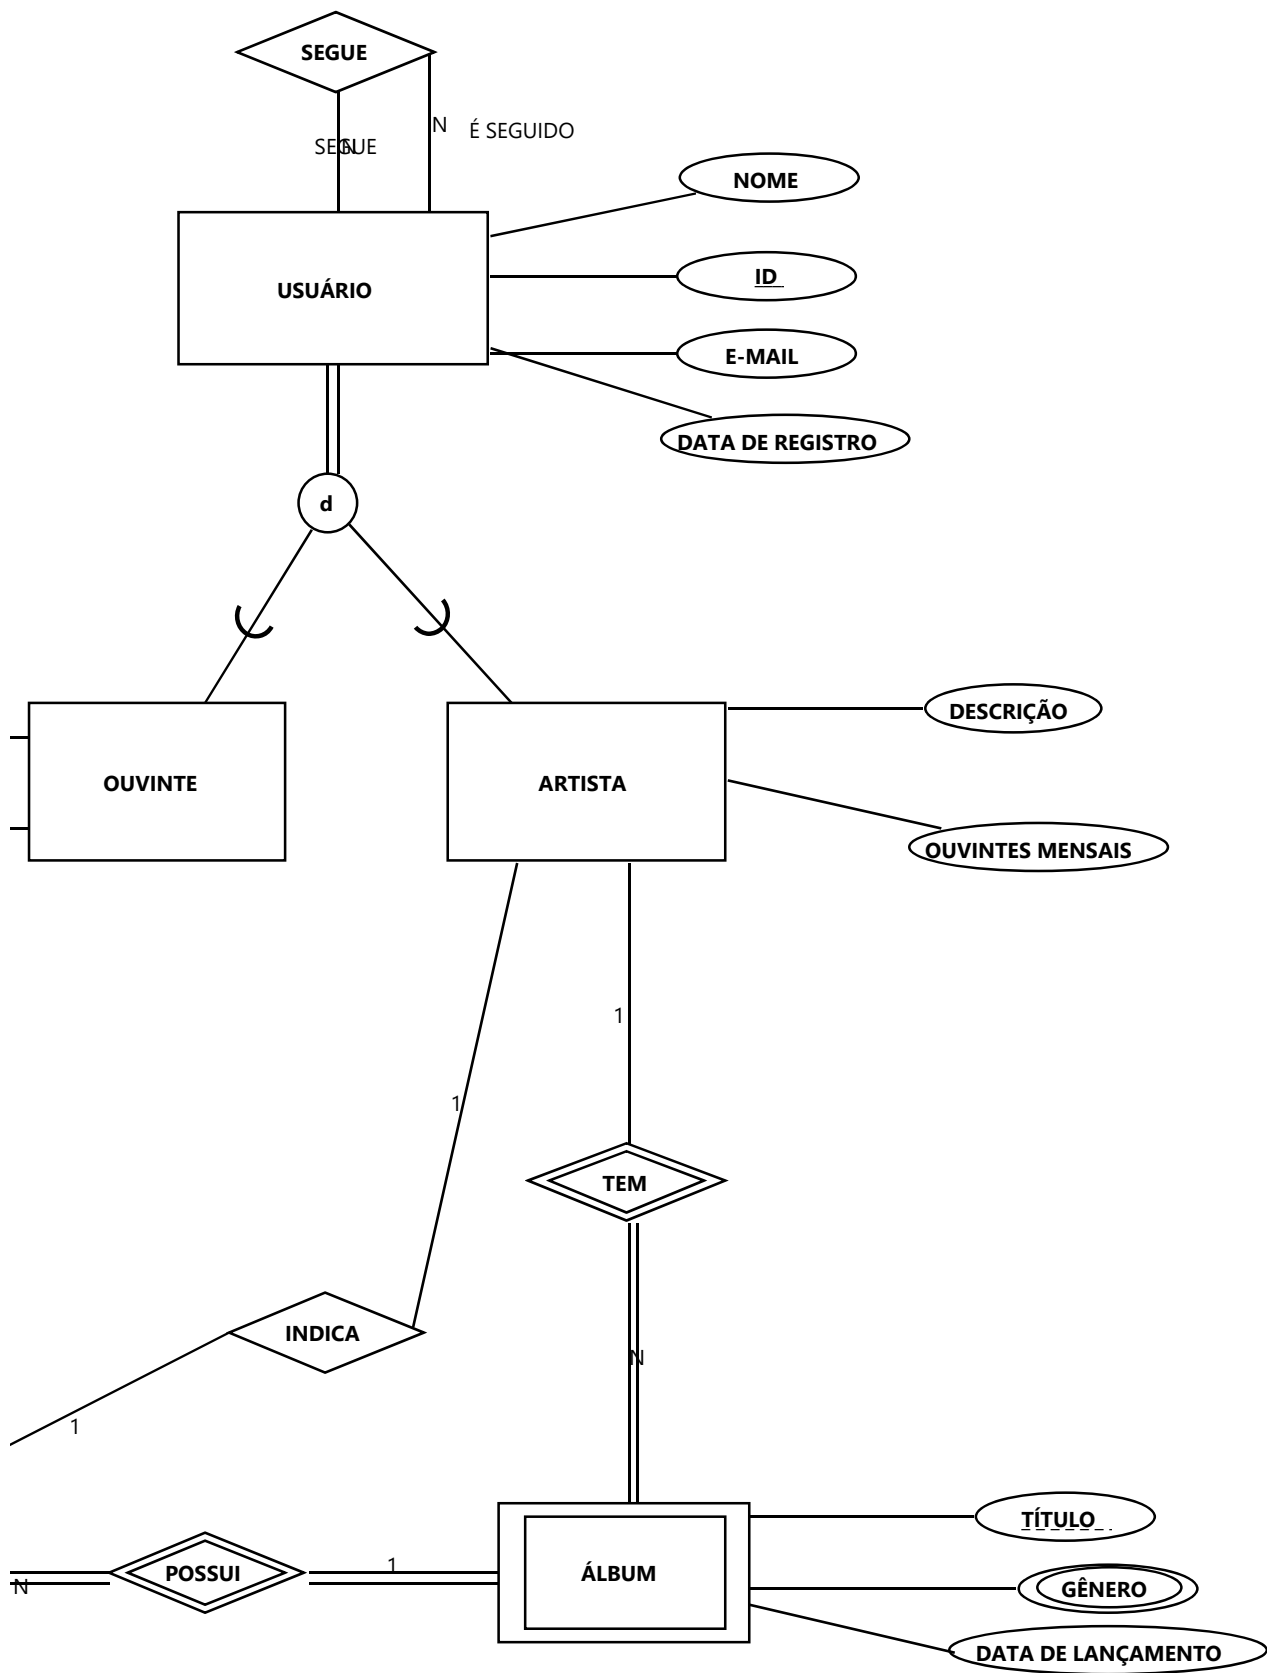 SEGUE
N
É SEGUIDO
SEGUE
N
NOME
ID
USUÁRIO
E-MAIL
DATA DE REGISTRO
d
DESCRIÇÃO
OUVINTE
ARTISTA
OUVINTES MENSAIS
1
1
TEM
INDICA
N
1
TÍTULO
1
POSSUI
ÁLBUM
N
GÊNERO
DATA DE LANÇAMENTO